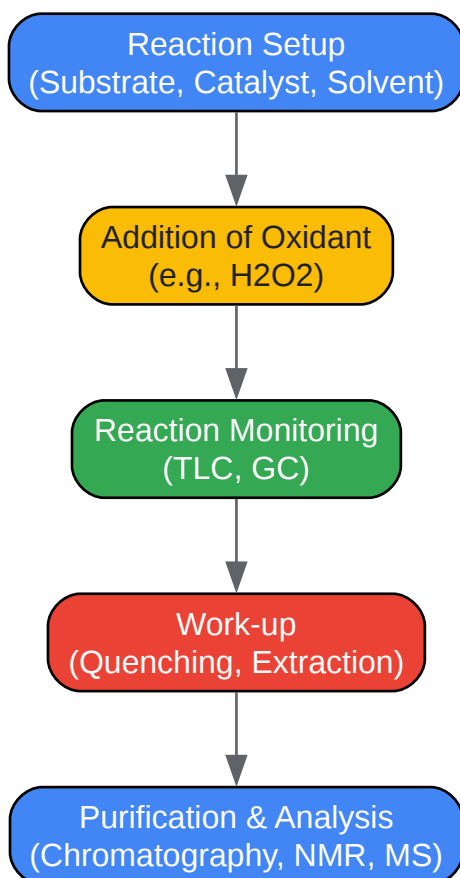 Reaction Setup
(Substrate, Catalyst, Solvent)
Addition of Oxidant
(e.g., H2O2)
Reaction Monitoring
(TLC, GC)
Work-up
(Quenching, Extraction)
Purification & Analysis
(Chromatography, NMR, MS)